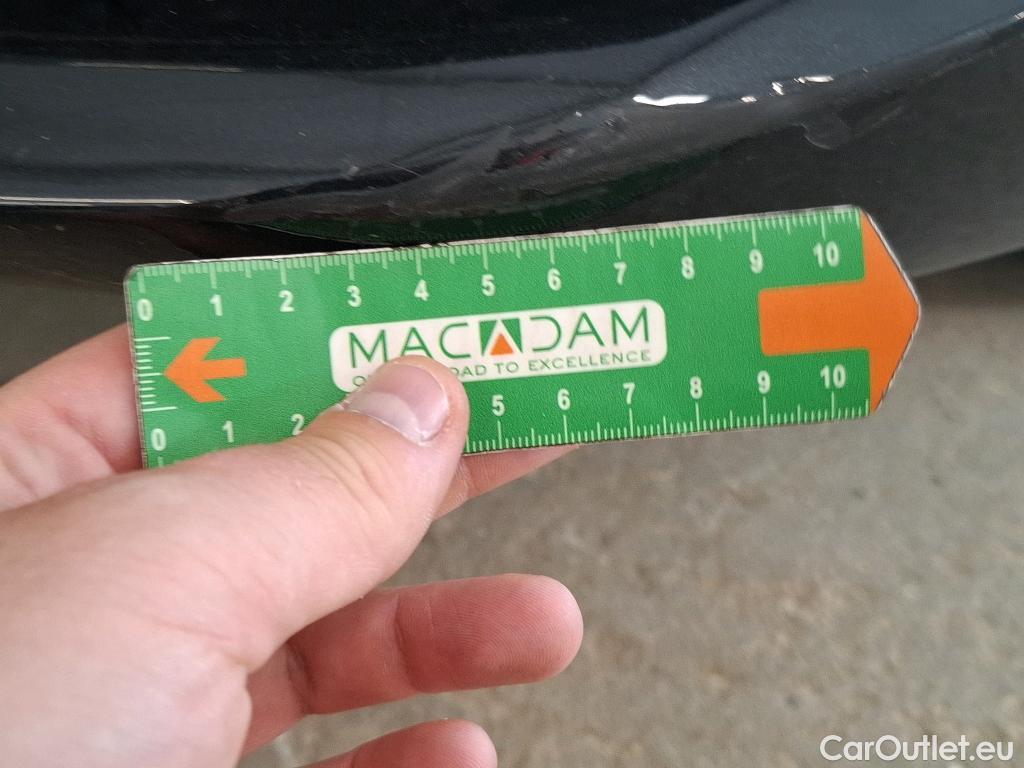 0 1 2 3 4 5 6 7 8 9 10
MACADAM
ROAD TO EXCELLENCE
0 1 2 5 6 7 8 9 10
CarOutlet.eu